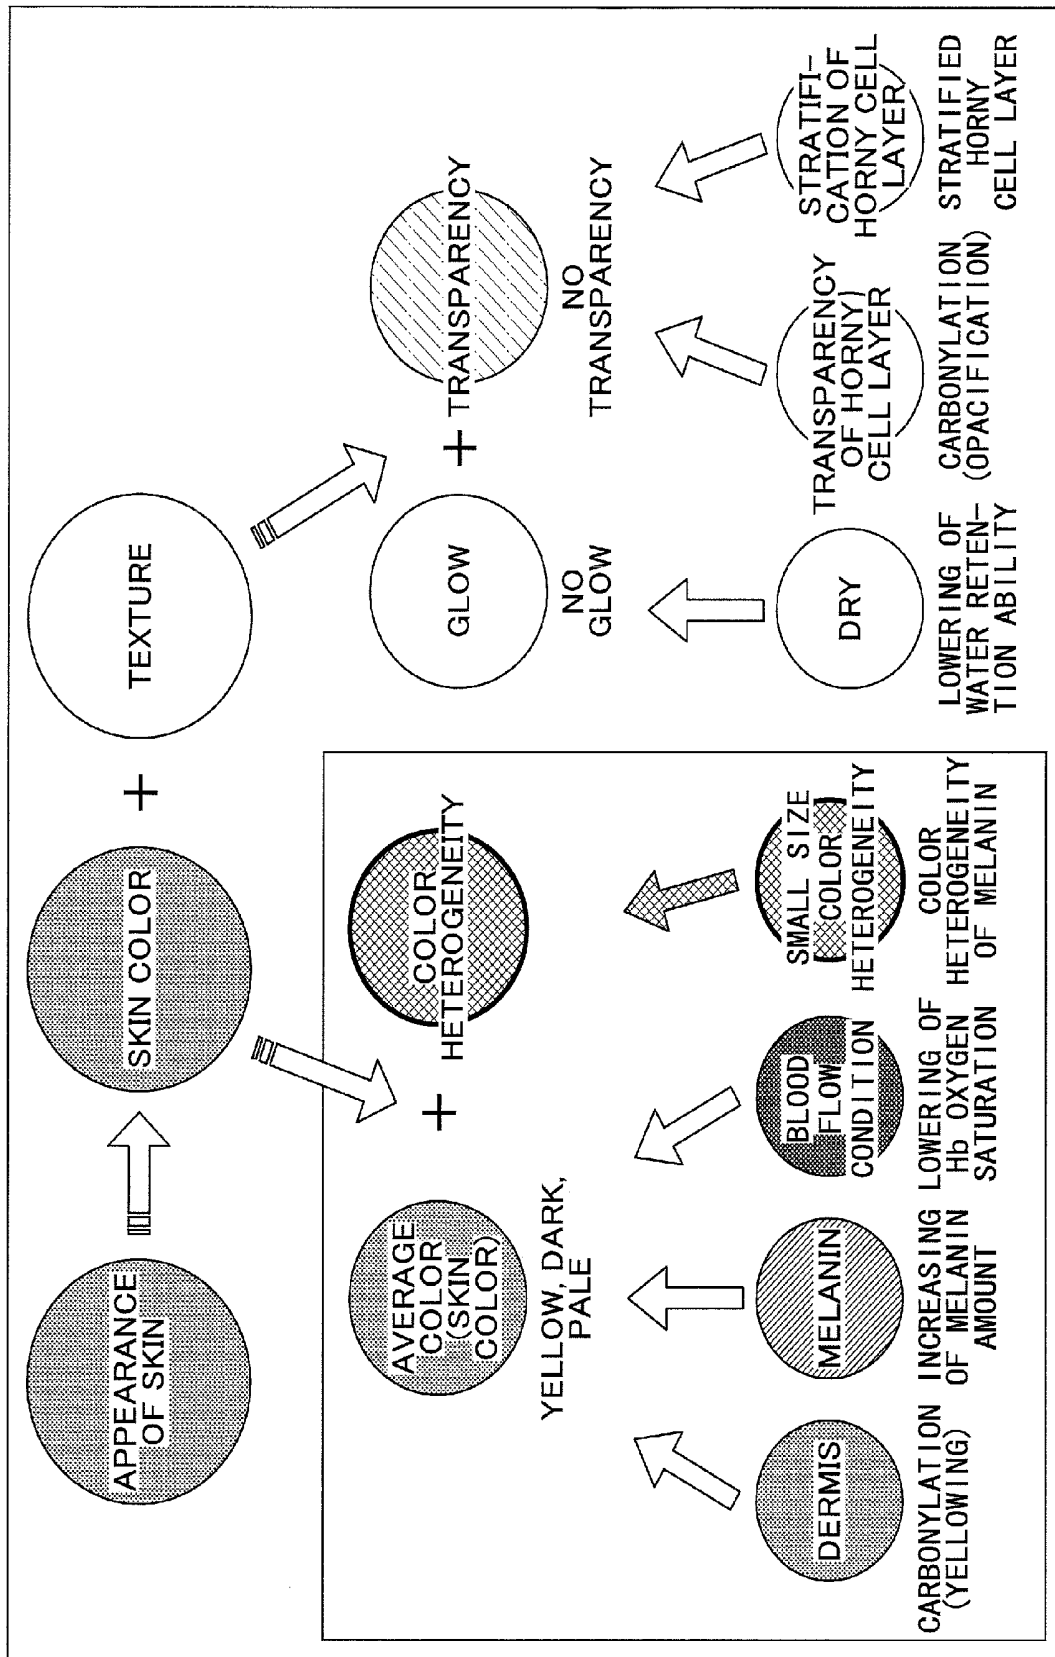 APPEARANCE
OF SKIN
SKIN COLOR
+
TEXTURE
AVERAGE
COLOR
(SKIN
COLOR)
+
COLOR
HETEROGENEITY
YELLOW, DARK,
PALE
GLOW
+
TRANSPARENCY
NO
GLOW
NO
TRANSPARENCY
DERMIS
MELANIN
BLOOD
FLOW
CONDITION
SMALL SIZE
COLOR
HETEROGENEITY
DRY
TRANSPARENCY
OF HORNY)
CELL LAYER
STRATIFI-
CATION OF
HORNY CELL
LAYER
CARBONYLATION
(YELLOWING)
INCREASING
OF MELANIN
AMOUNT
LOWERING OF
Hb OXYGEN
SATURATION
COLOR
HETEROGENEITY
OF MELANIN
LOWERING OF
WATER RETEN-
TION ABILITY
CARBONYLATION
(OPACIFICATION)
STRATIFIED
HORNY
CELL LAYER